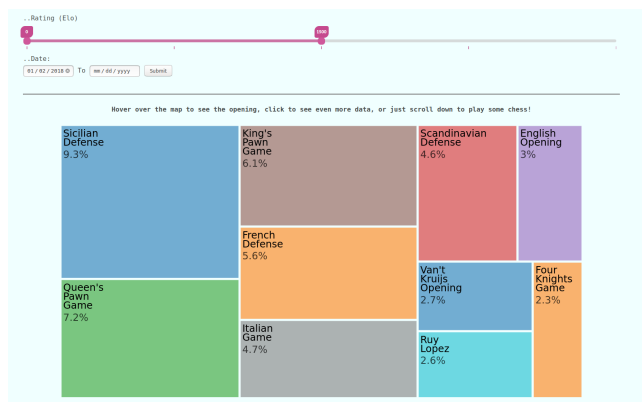 ..Rating (Elo)
0
1500
..Date:
01/02/2018 To mm/dd/yyyy Submit
Hover over the map to see the opening, click to see even more data, or just scroll down to play some chess!
Sicilian
Defense
9.3%
Queen's
Pawn
Game
7.2%
King's
Pawn
Game
6.1%
French
Defense
5.6%
Italian
Game
4.7%
Scandinavian
Defense
4.6%
English
Opening
3%
Van't
Kruijs
Opening
2.7%
Ruy
Lopez
2.6%
Four
Knights
Game
2.3%